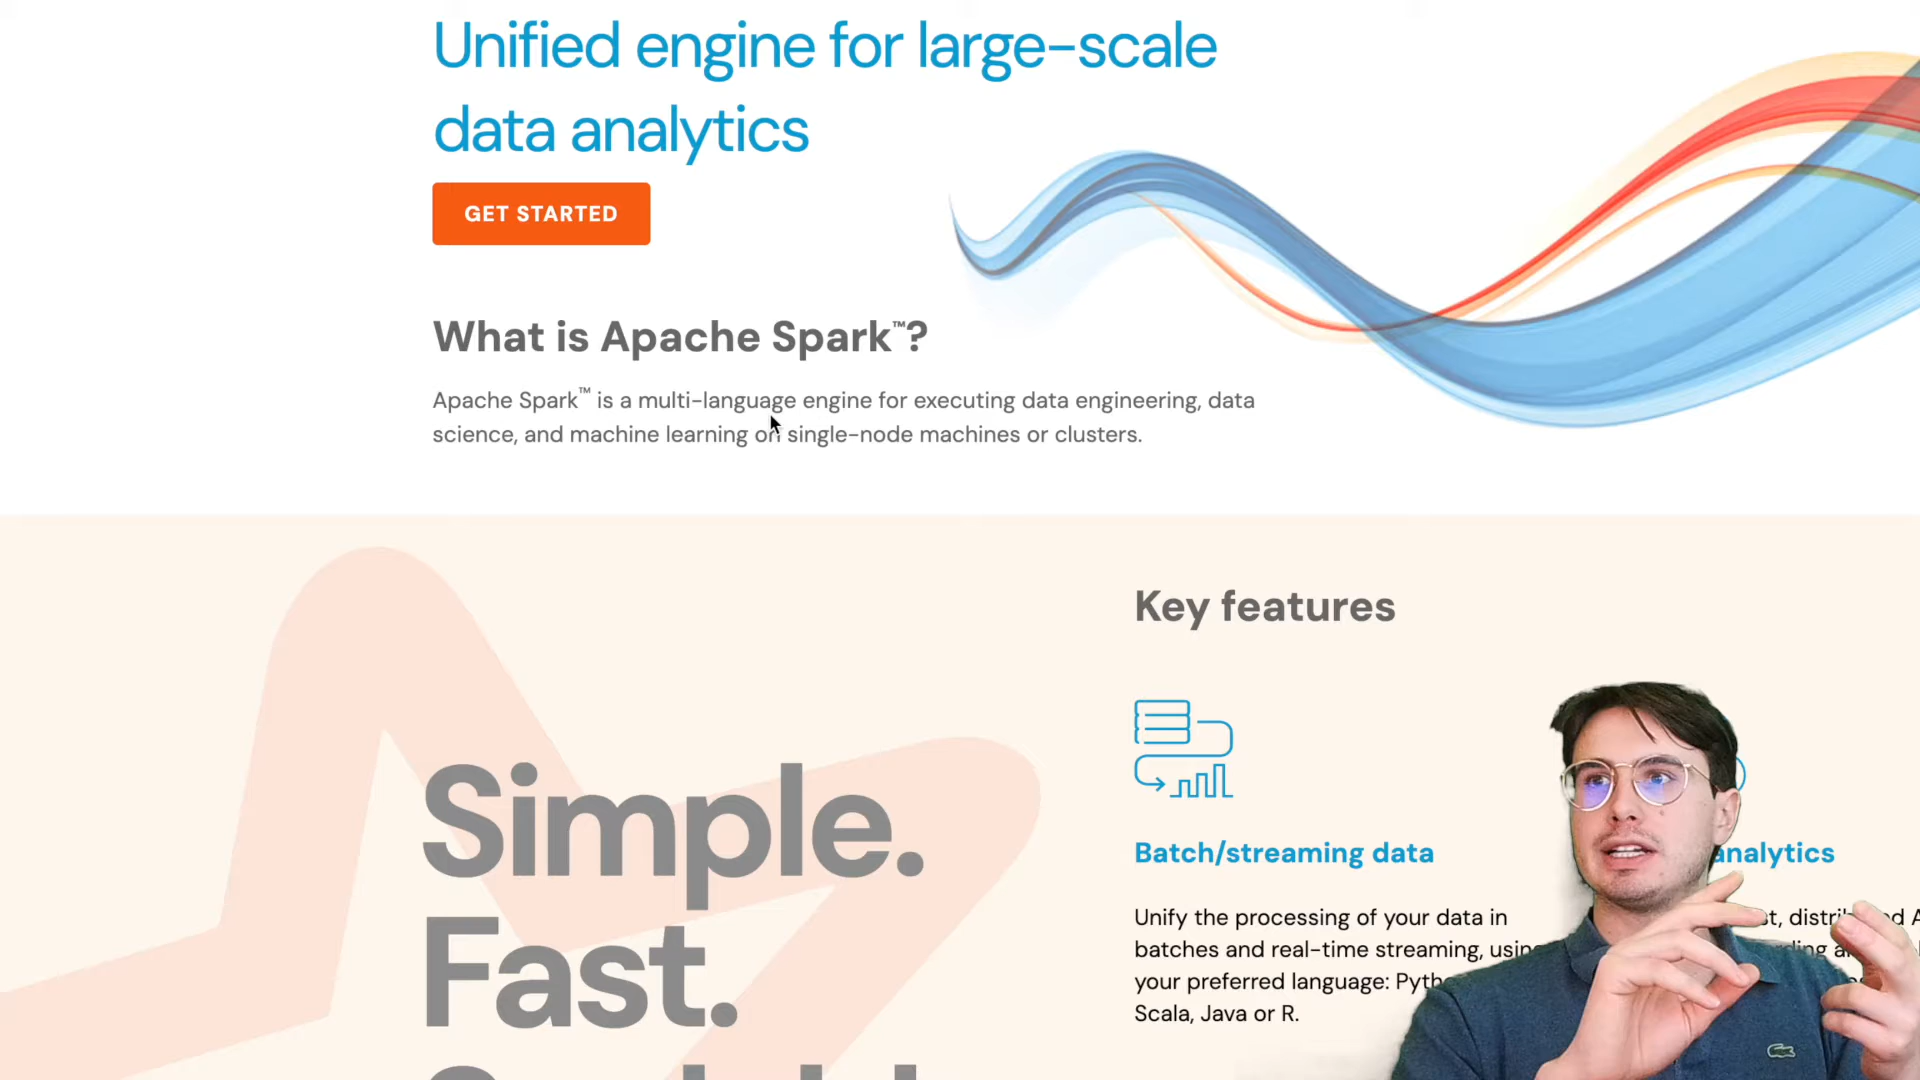 Unified engine for large-scale
data analytics
GET STARTED
What is Apache Spark™?
Apache Spark™ is a multi-language engine for executing data engineering, data
science, and machine learning on single-node machines or clusters.
Key features
Simple.
Fast.
Batch/streaming data
Unify the processing of your data in
batches and real-time streaming, using
your preferred language:
Scala, Java or R.
analytics